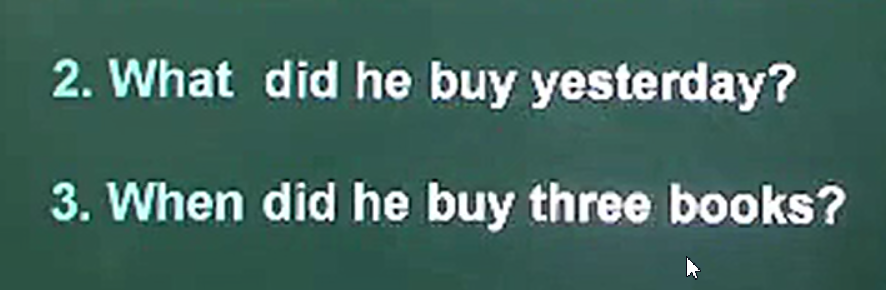 2. What did he buy yesterday?
3. When did he buy three books?